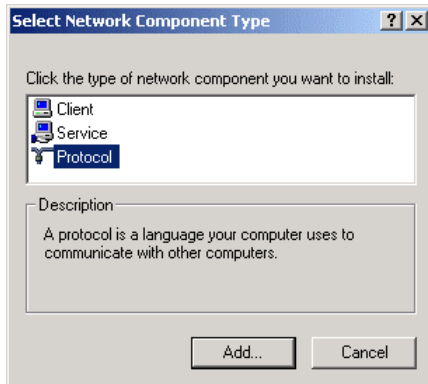 Select Network Component Type
Click the type of network component you want to install:
Client
Service
Protocol
Description
A protocol is a language your computer uses to
communicate with other computers.
Add... Cancel